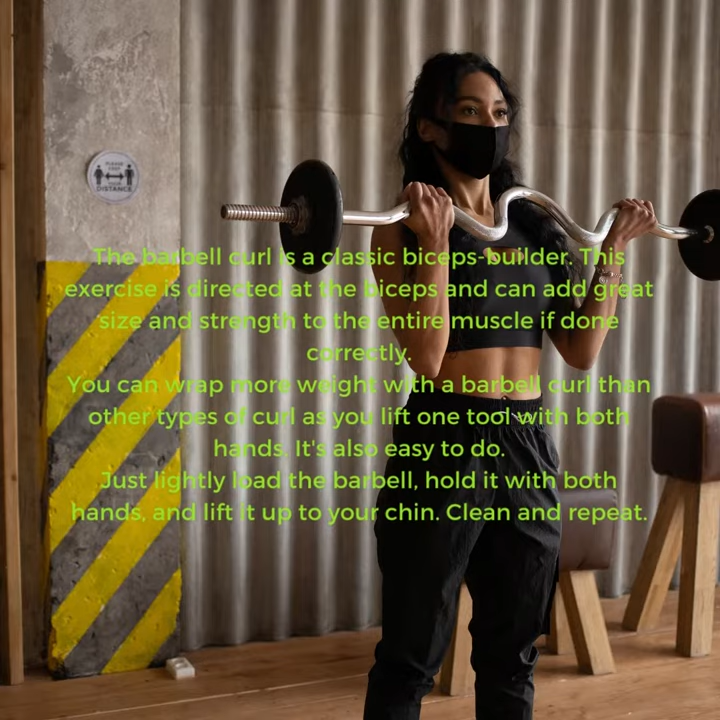 PLEASE
KEEP
YOUR
DISTANCE
The barbell curl is a classic biceps-builder. This
exercise is directed at the biceps and can add great
size and strength to the entire muscle if done
correctly.
You can wrap more weight with a barbell curl than
other types of curl as you lift one tool with both
hands. It's also easy to do.
Just lightly load the barbell, hold it with both
hands, and lift it up to your chin. Clean and repeat.